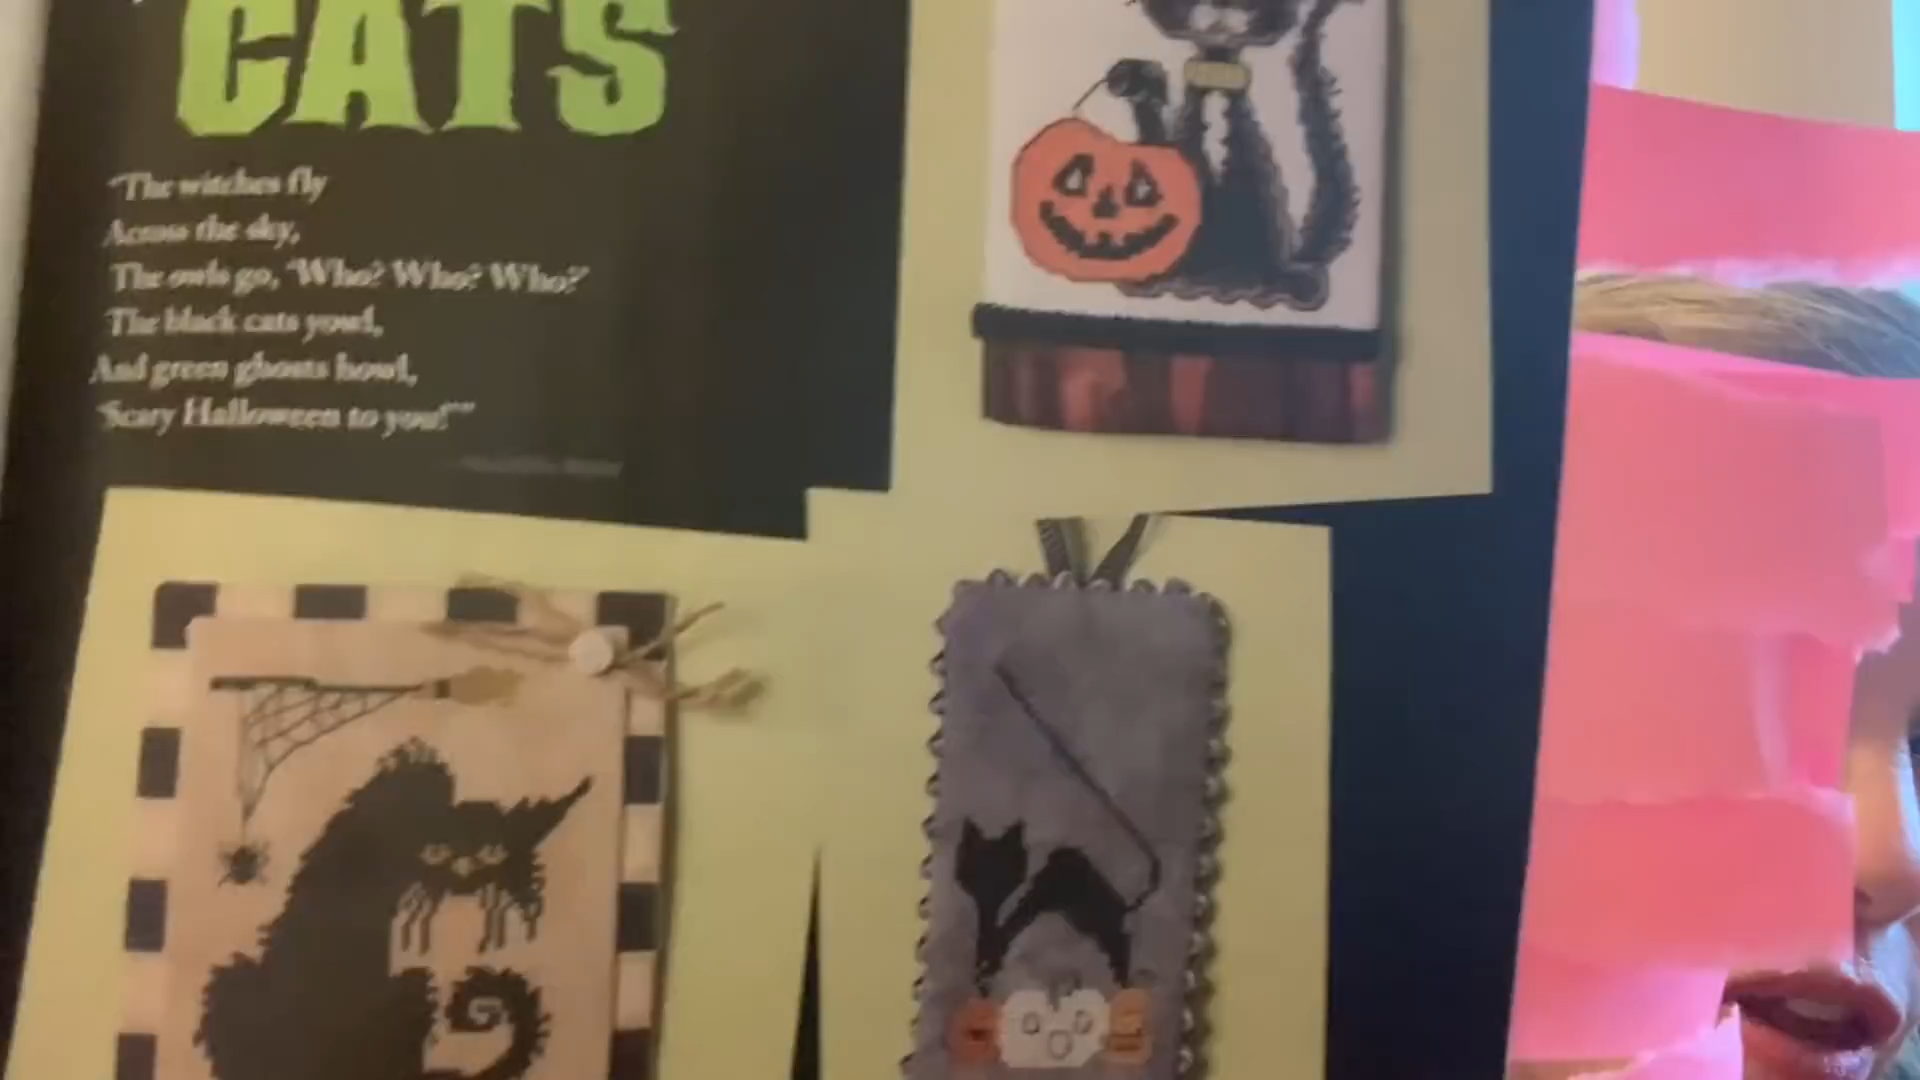 CATS
"The witches fly
Across the sky,
The owls go, 'Who? Who? Who?'
The black cats yowl,
And green ghosts howl,
'Scary Halloween to you!'"